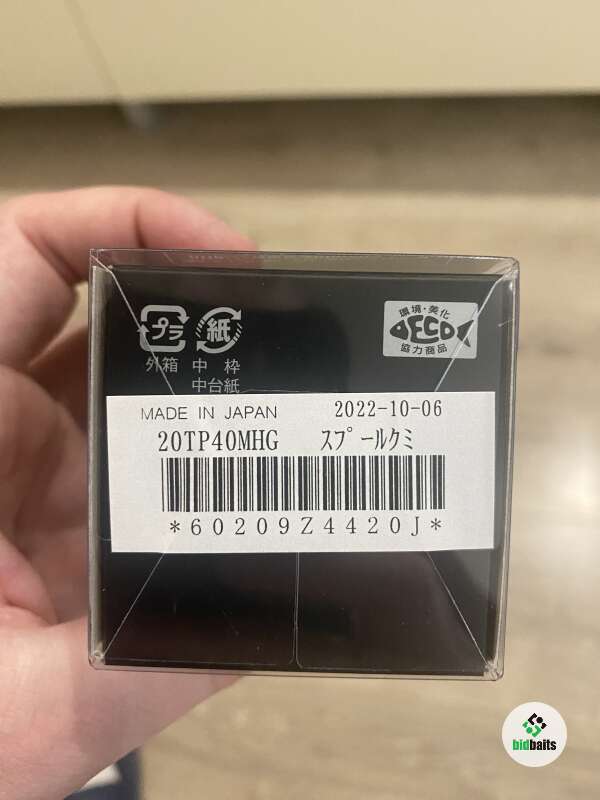 プラ 紙
外箱 中枠
中台紙
環境・美化
ECO
協力商品
MADE IN JAPAN 2022-10-06
20TP40MHG ｽﾌﾟｰﾙｸﾐ
*60209Z4420J*
bidbaits